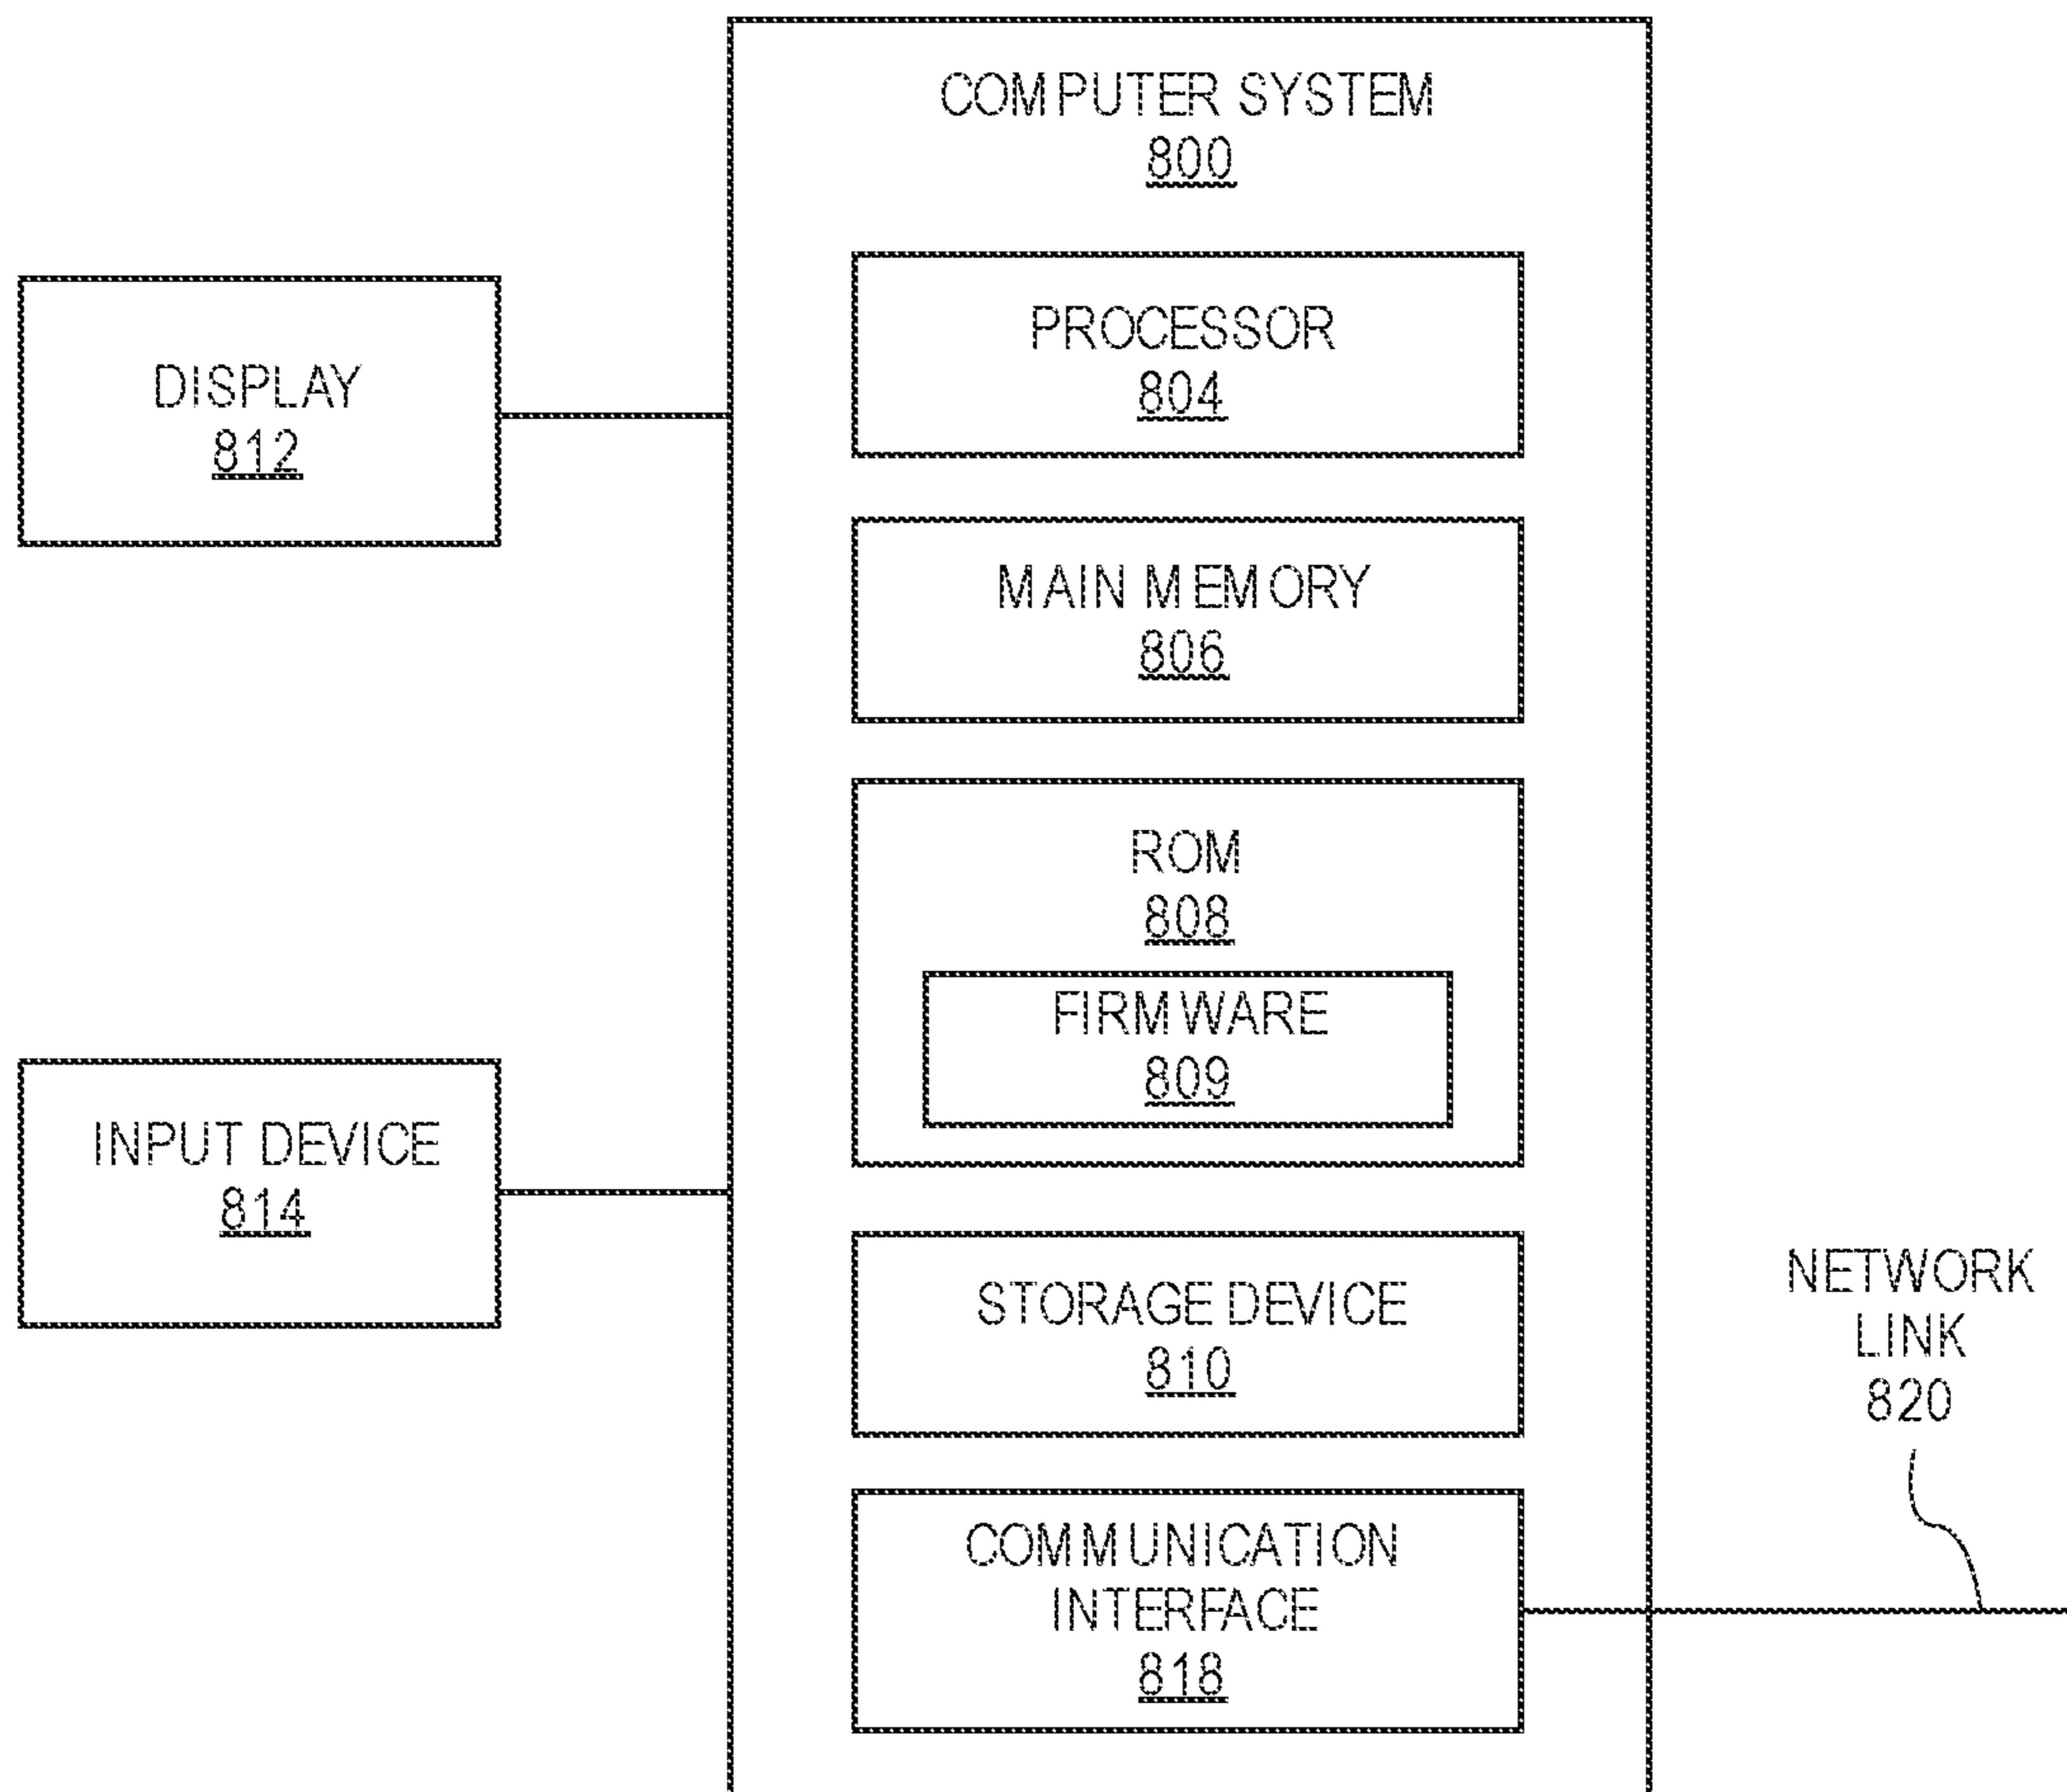 COMPUTER SYSTEM
800
PROCESSOR
804
DISPLAY
812
MAIN MEMORY
806
ROM
808
FIRMWARE
809
INPUT DEVICE
814
STORAGE DEVICE
810
NETWORK
LINK
820
COMMUNICATION
INTERFACE
818